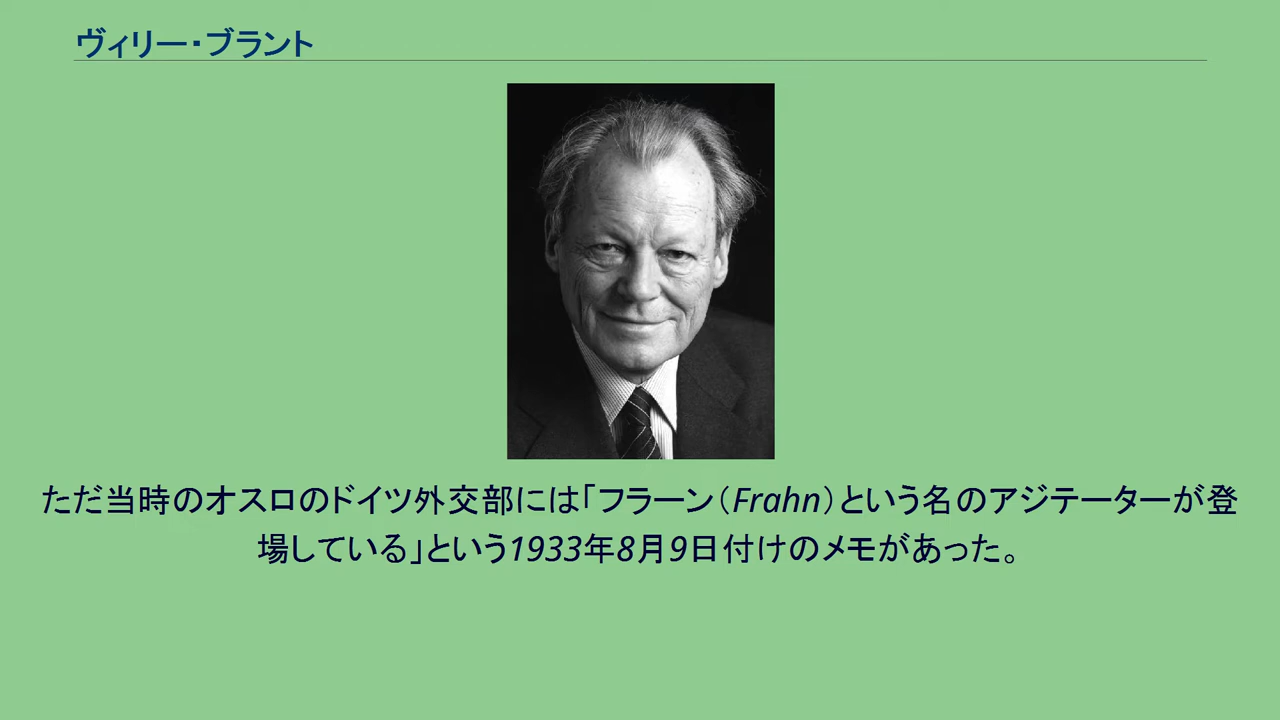 ヴィリー・ブラント
ただ当時のオスロのドイツ外交部には｢フラーン（Frahn）という名のアジテーターが登
場している｣という1933年8月9日付けのメモがあった。